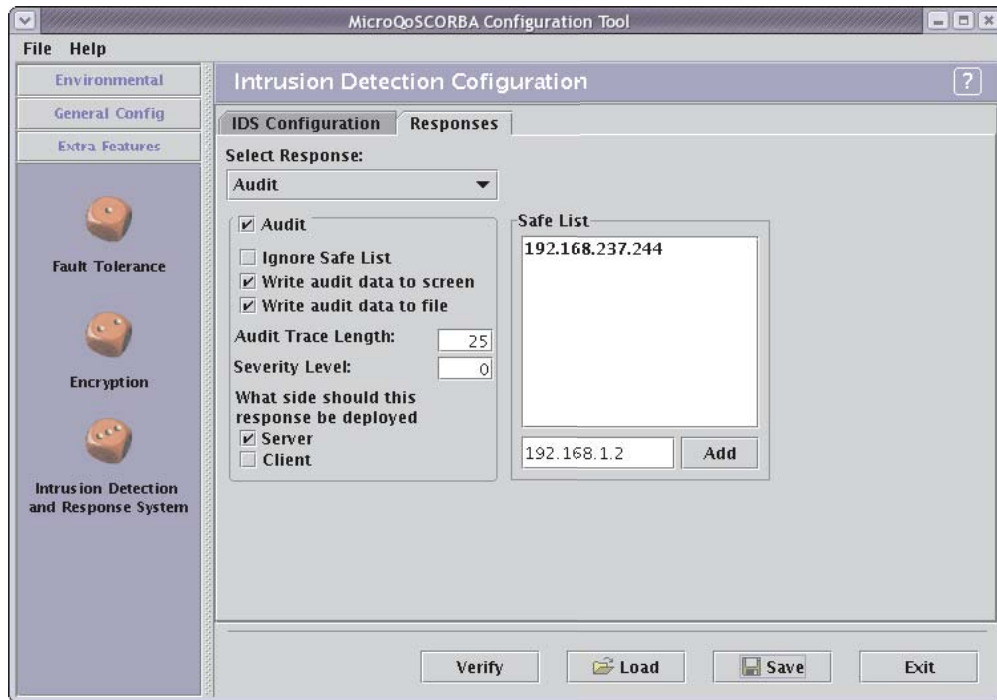 MicroQoSCORBA Configuration Tool
File Help
Environmental
General Config
Extra Features
Fault Tolerance
Encryption
Intrusion Detection
and Response System
Intrusion Detection Cofiguration
?
IDS Configuration
Responses
Select Response:
Audit
Audit
Ignore Safe List
Write audit data to screen
Write audit data to file
Audit Trace Length: 25
Severity Level: 0
What side should this
response be deployed
Server
Client
Safe List
192.168.237.244
192.168.1.2
Add
Verify
Load
Save
Exit